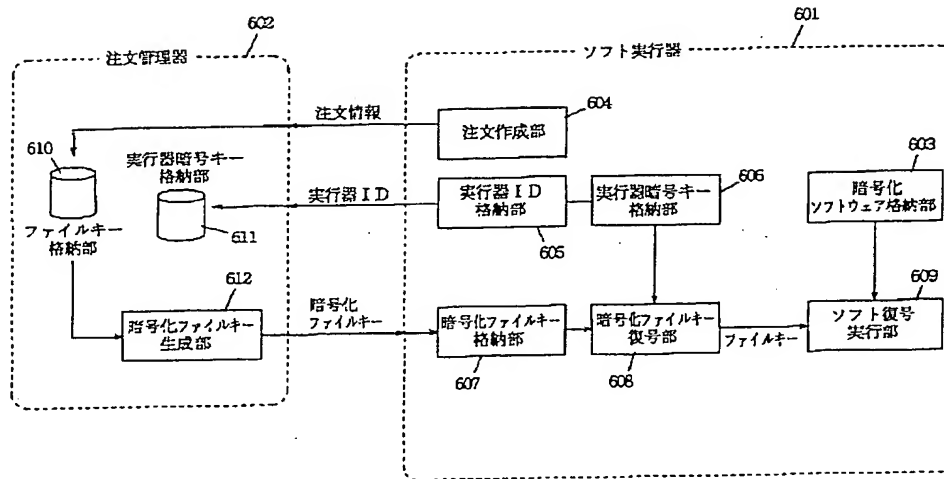 602
601
注文管理器
ソフト実行器
注文情報
604
注文作成部
610
実行器暗号キー
格納部
603
暗号化
ソフトウェア格納部
実行器ＩＤ
実行器ＩＤ
格納部
実行器暗号キー
格納部
606
611
605
ファイルキー
格納部
612
609
暗号化ファイルキー
生成部
暗号化
ファイルキー
暗号化ファイルキー
格納部
暗号化ファイルキー
復号部
ファイルキー
ソフト復号
実行部
607
608